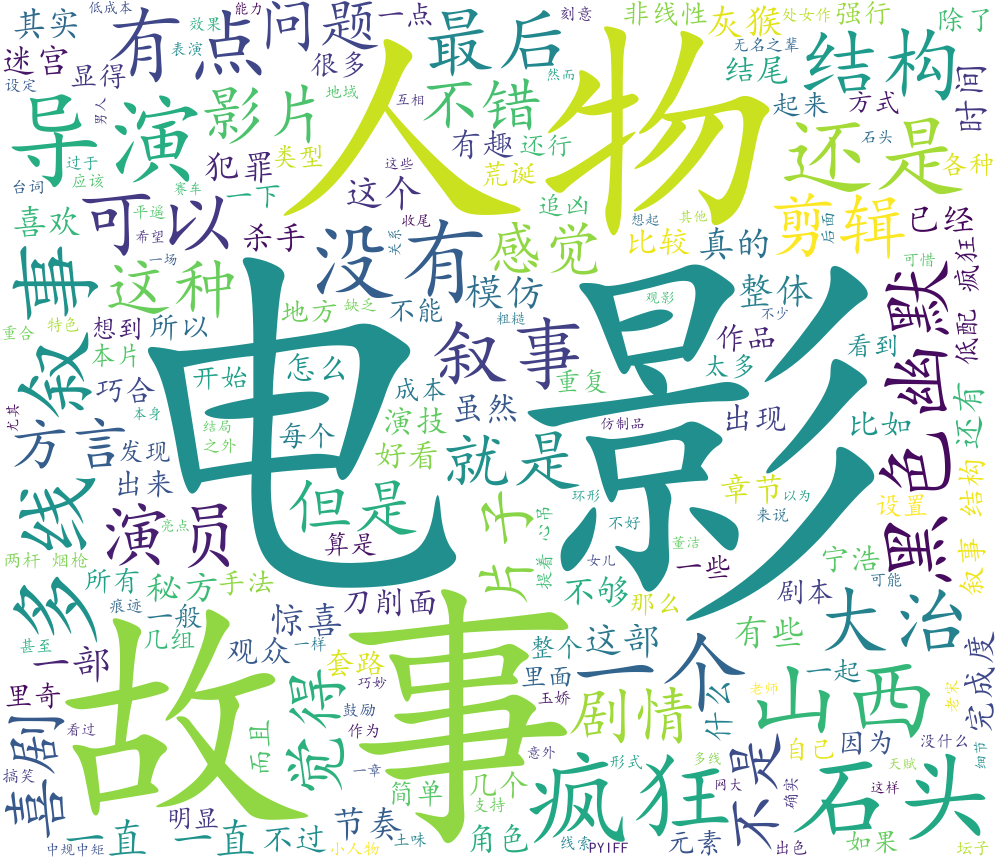 低成本
其实
效果
能力
有点
问题
一点
最后
刻意
非线性
灰猴
处女作
强行
除了
迷宫
显得
表演
很多
无名之辈
结尾
结构
设定
然而
导演
影片
地域
互相
人物
不错
起来
方式
时间
男人
过于
应该
犯罪
类型
这些
有趣
还行
石头
还是
各种
台词
赛车
一下
这个
荒诞
追凶
喜欢
可以
平遥
希望
杀手
收尾
想起
其他
剪辑
后面
已经
没有
关系
感觉
比较
真的
疯狂
一场
事
这种
地方
缺乏
不能
模仿
粗糙
观影
整体
不少
可惜
黑色幽默
低配
重合
特色
想到
所以
叙事
作品
看到
多线叙事
本片
巧合
开始
怎么
成本
重复
太多
尤其
本身
结局
之外
每个
演技
虽然
仿制品
出现
比如
还有
方言
发现
好看
就是
出来
但是
片子
心吊
提着
环形
章节
以为
来说
设置
叙事
结构
演员
亮点
算是
不好
董洁
两杆
烟枪
一些
宁浩
所有
秘方
手法
女儿
不够
那么
剧本
可能
痕迹
一般
惊喜
刀削面
大治
甚至
几组
观众
一样
整个
这部
有些
一部
套路
里面
一个
一起
完成度
里奇
巧妙
玉娇
什么
老师
山西
老宋
故事
看过
而且
觉得
鼓励
作为
剧情
自己
因为
没什么
喜剧
搞笑
一章
意外
形式
多线
不是
天赋
细节
简单
几个
支持
疯狂
网大
确实
石头
这样
明显
节奏
土味
中规中矩
一直
一直
不过
小人物
角色
线索
PYIFF
元素
出色
如果
坛子